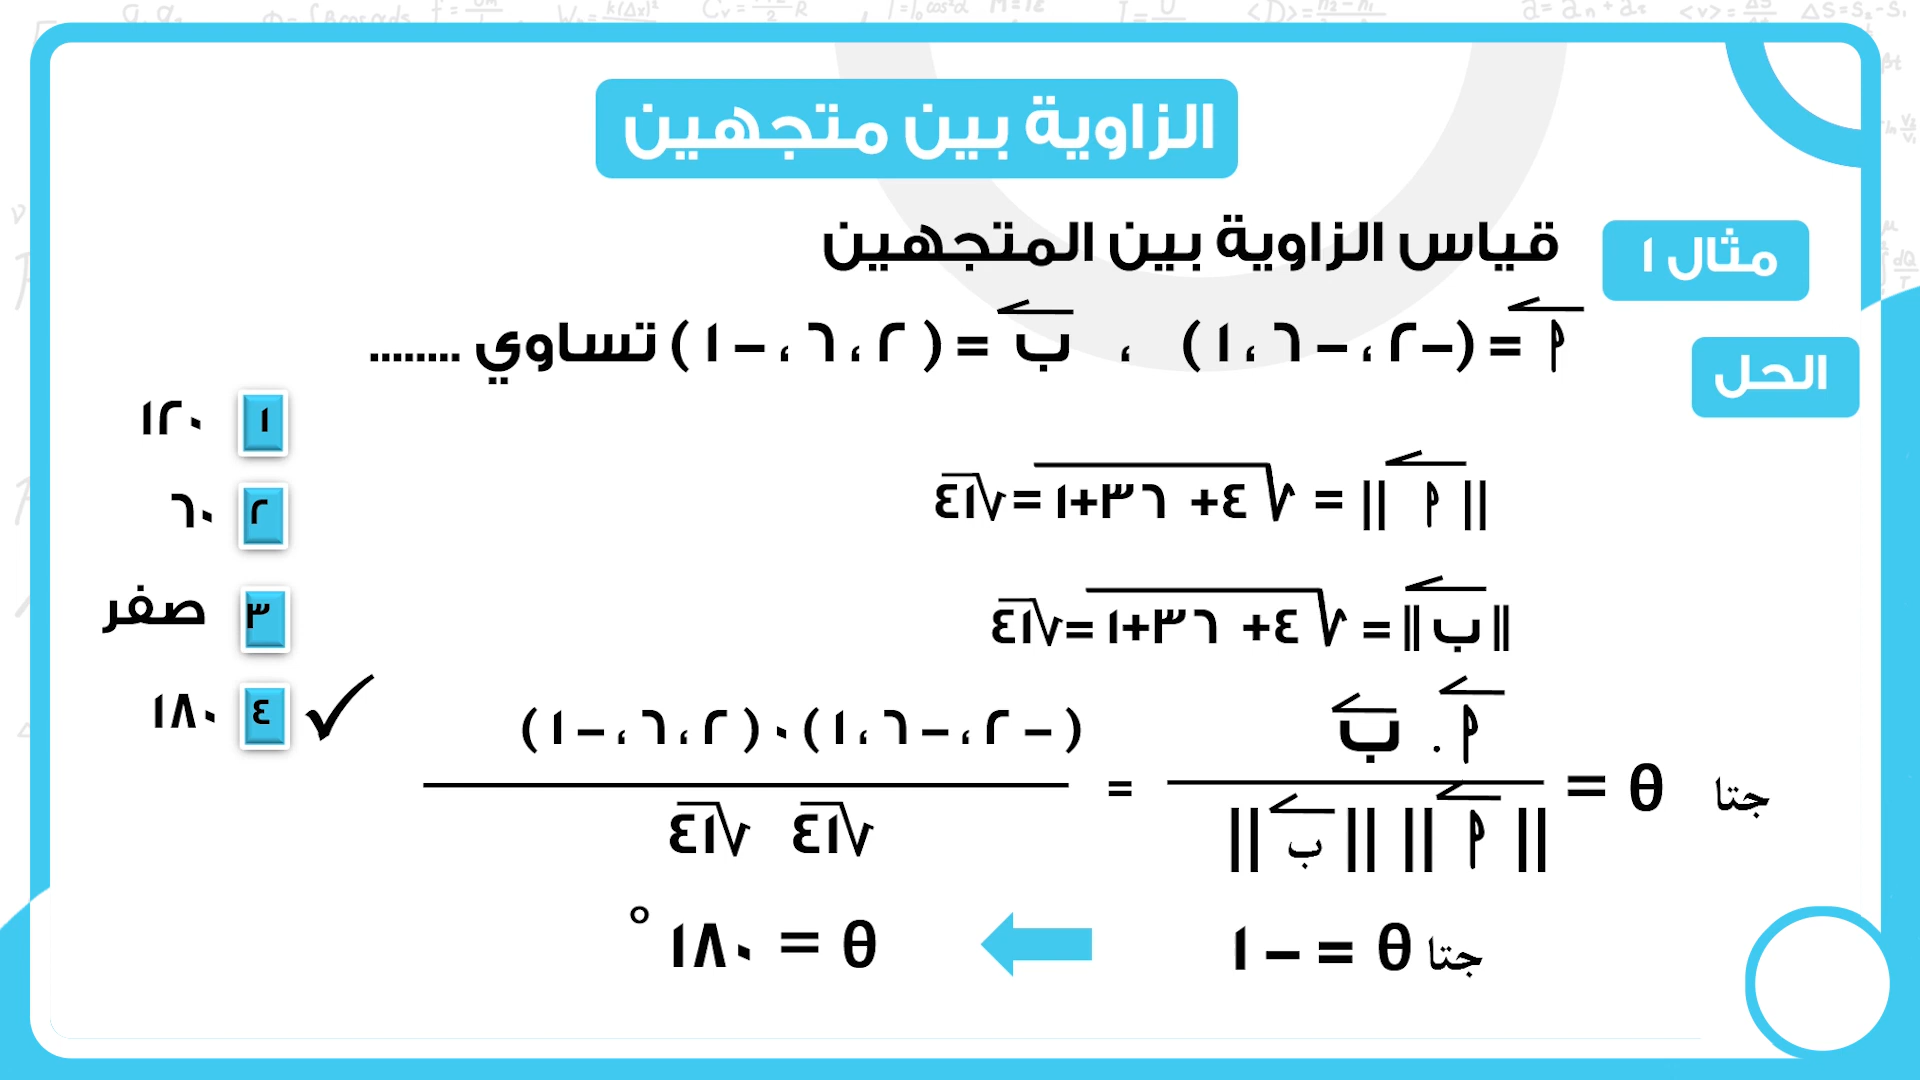 الزاوية بين متجهين
مثال ١
قياس الزاوية بين المتجهين
أ = (-٢، -٦، ١) ، ب = (٢، ٦، -١) تساوي ........
الحل
١ ١٢٠
٢ ٦٠
٣ صفر
٤ ١٨٠ ✓
|| أ || = √(٤ + ٣٦+١) = √٤١
|| ب || = √(٤ + ٣٦+١) = √٤١
جتا θ = أ . ب / || أ || || ب || = (-٢، -٦، ١) . (٢، ٦، -١) / √٤١ √٤١
جتا θ = -١ ← θ = ١٨٠°